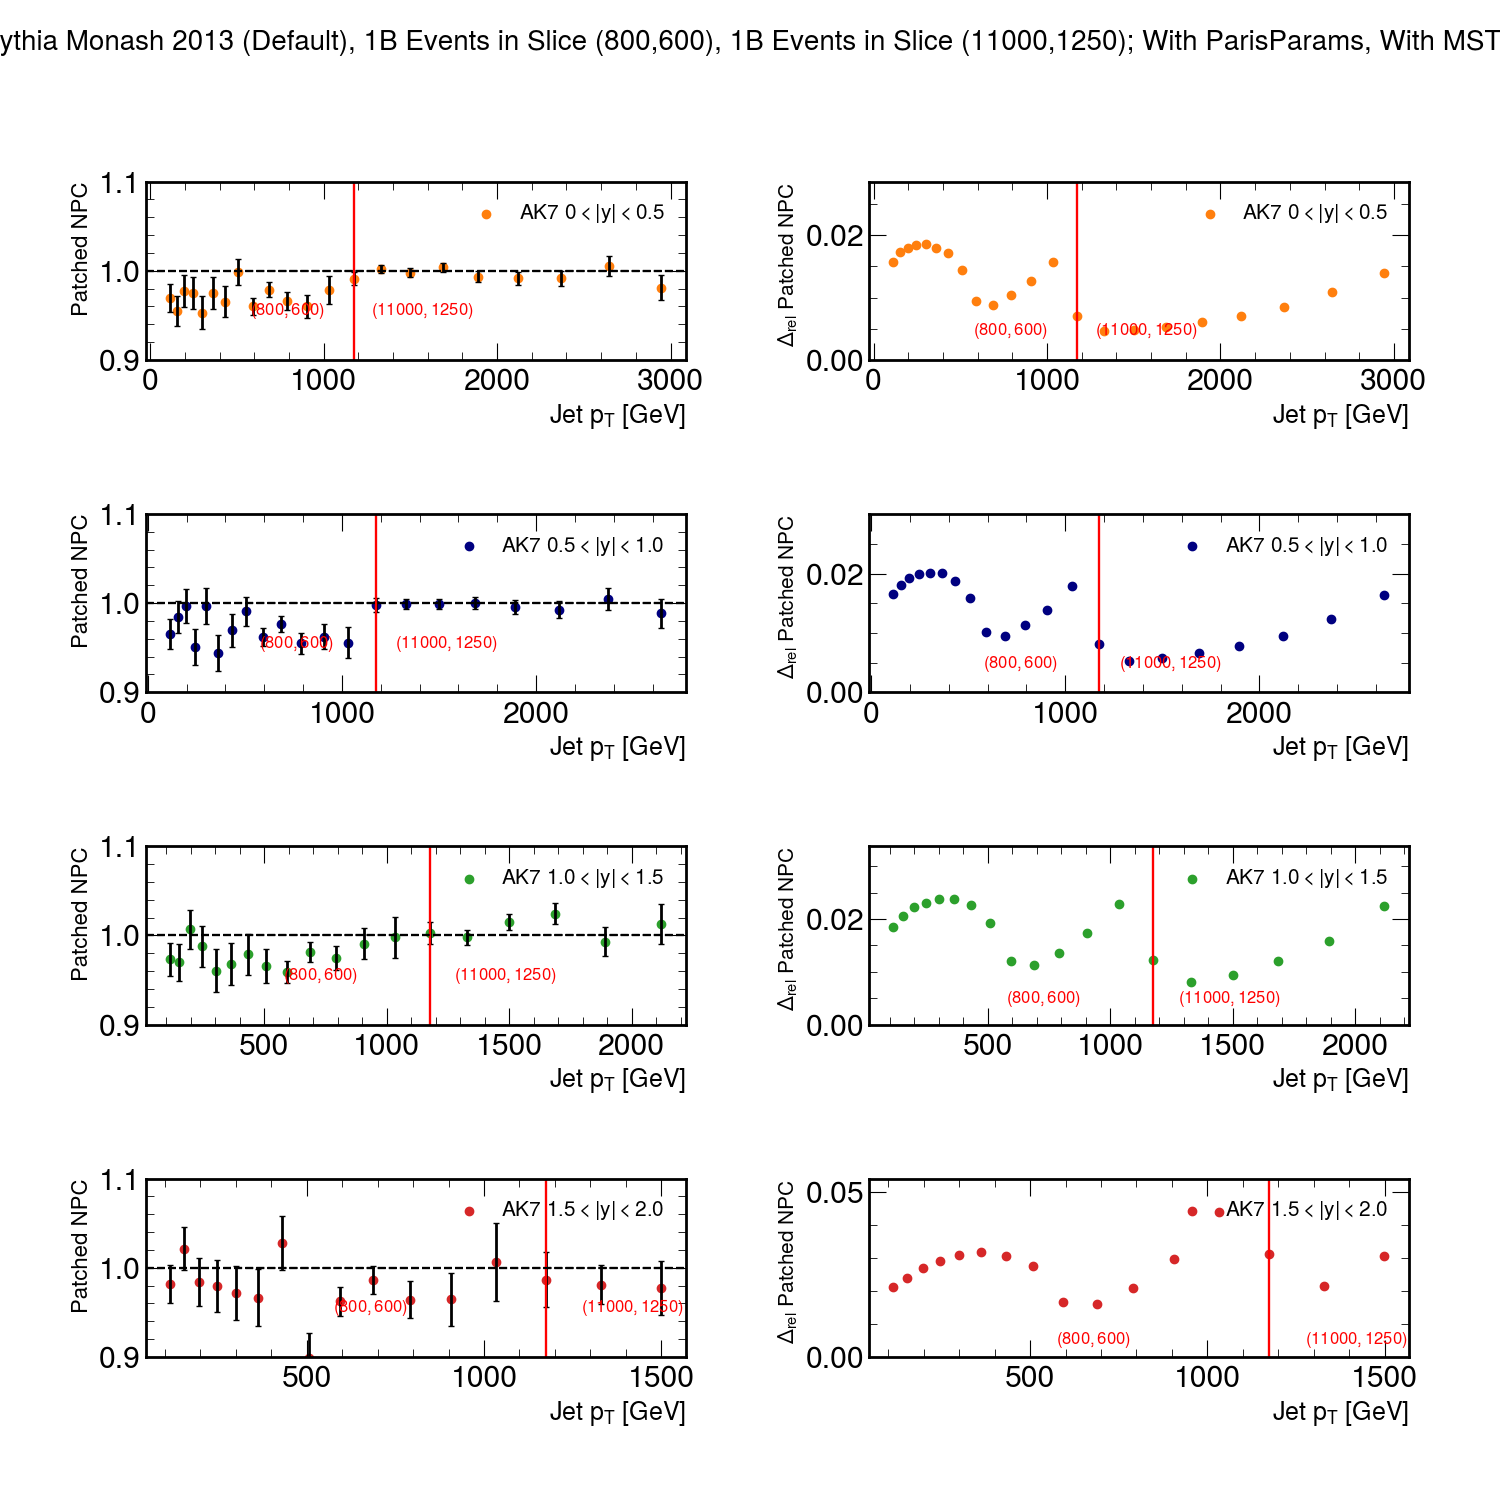 ythia Monash 2013 (Default), 1B Events in Slice (800,600), 1B Events in Slice (11000,1250); With ParisParams, With MST
Patched NPC
1.1
1.0
0.9
AK7 0 < |y| < 0.5
(800, 600)
(11000, 1250)
0 1000 2000 3000
Jet pT [GeV]
Δrel Patched NPC
0.02
0.00
AK7 0 < |y| < 0.5
(800, 600)
(11000, 1250)
0 1000 2000 3000
Jet pT [GeV]
Patched NPC
1.1
1.0
0.9
AK7 0.5 < |y| < 1.0
(800, 600)
(11000, 1250)
0 1000 2000
Jet pT [GeV]
Δrel Patched NPC
0.02
0.00
AK7 0.5 < |y| < 1.0
(800, 600)
(11000, 1250)
0 1000 2000
Jet pT [GeV]
Patched NPC
1.1
1.0
0.9
AK7 1.0 < |y| < 1.5
(800, 600)
(11000, 1250)
500 1000 1500 2000
Jet pT [GeV]
Δrel Patched NPC
0.02
0.00
AK7 1.0 < |y| < 1.5
(800, 600)
(11000, 1250)
500 1000 1500 2000
Jet pT [GeV]
Patched NPC
1.1
1.0
0.9
AK7 1.5 < |y| < 2.0
(800, 600)
(11000, 1250)
500 1000 1500
Jet pT [GeV]
Δrel Patched NPC
0.05
0.00
AK7 1.5 < |y| < 2.0
(800, 600)
(11000, 1250)
500 1000 1500
Jet pT [GeV]